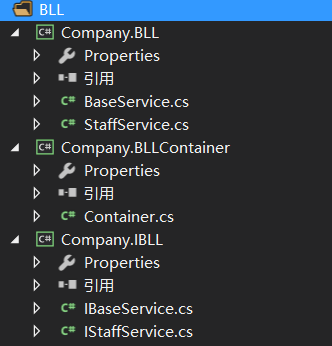 BLL
Company.BLL
Properties
引用
BaseService.cs
StaffService.cs
Company.BLLContainer
Properties
引用
Container.cs
Company.IBLL
Properties
引用
IBaseService.cs
IStaffService.cs